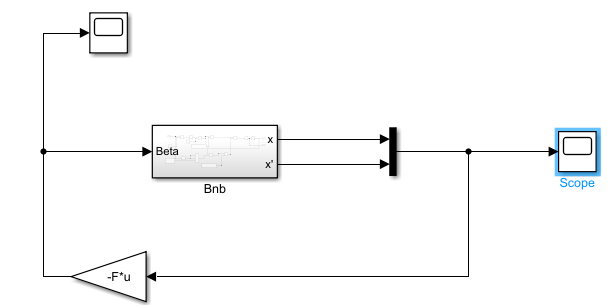 x
Beta
x'
Bnb
Scope
-F*u